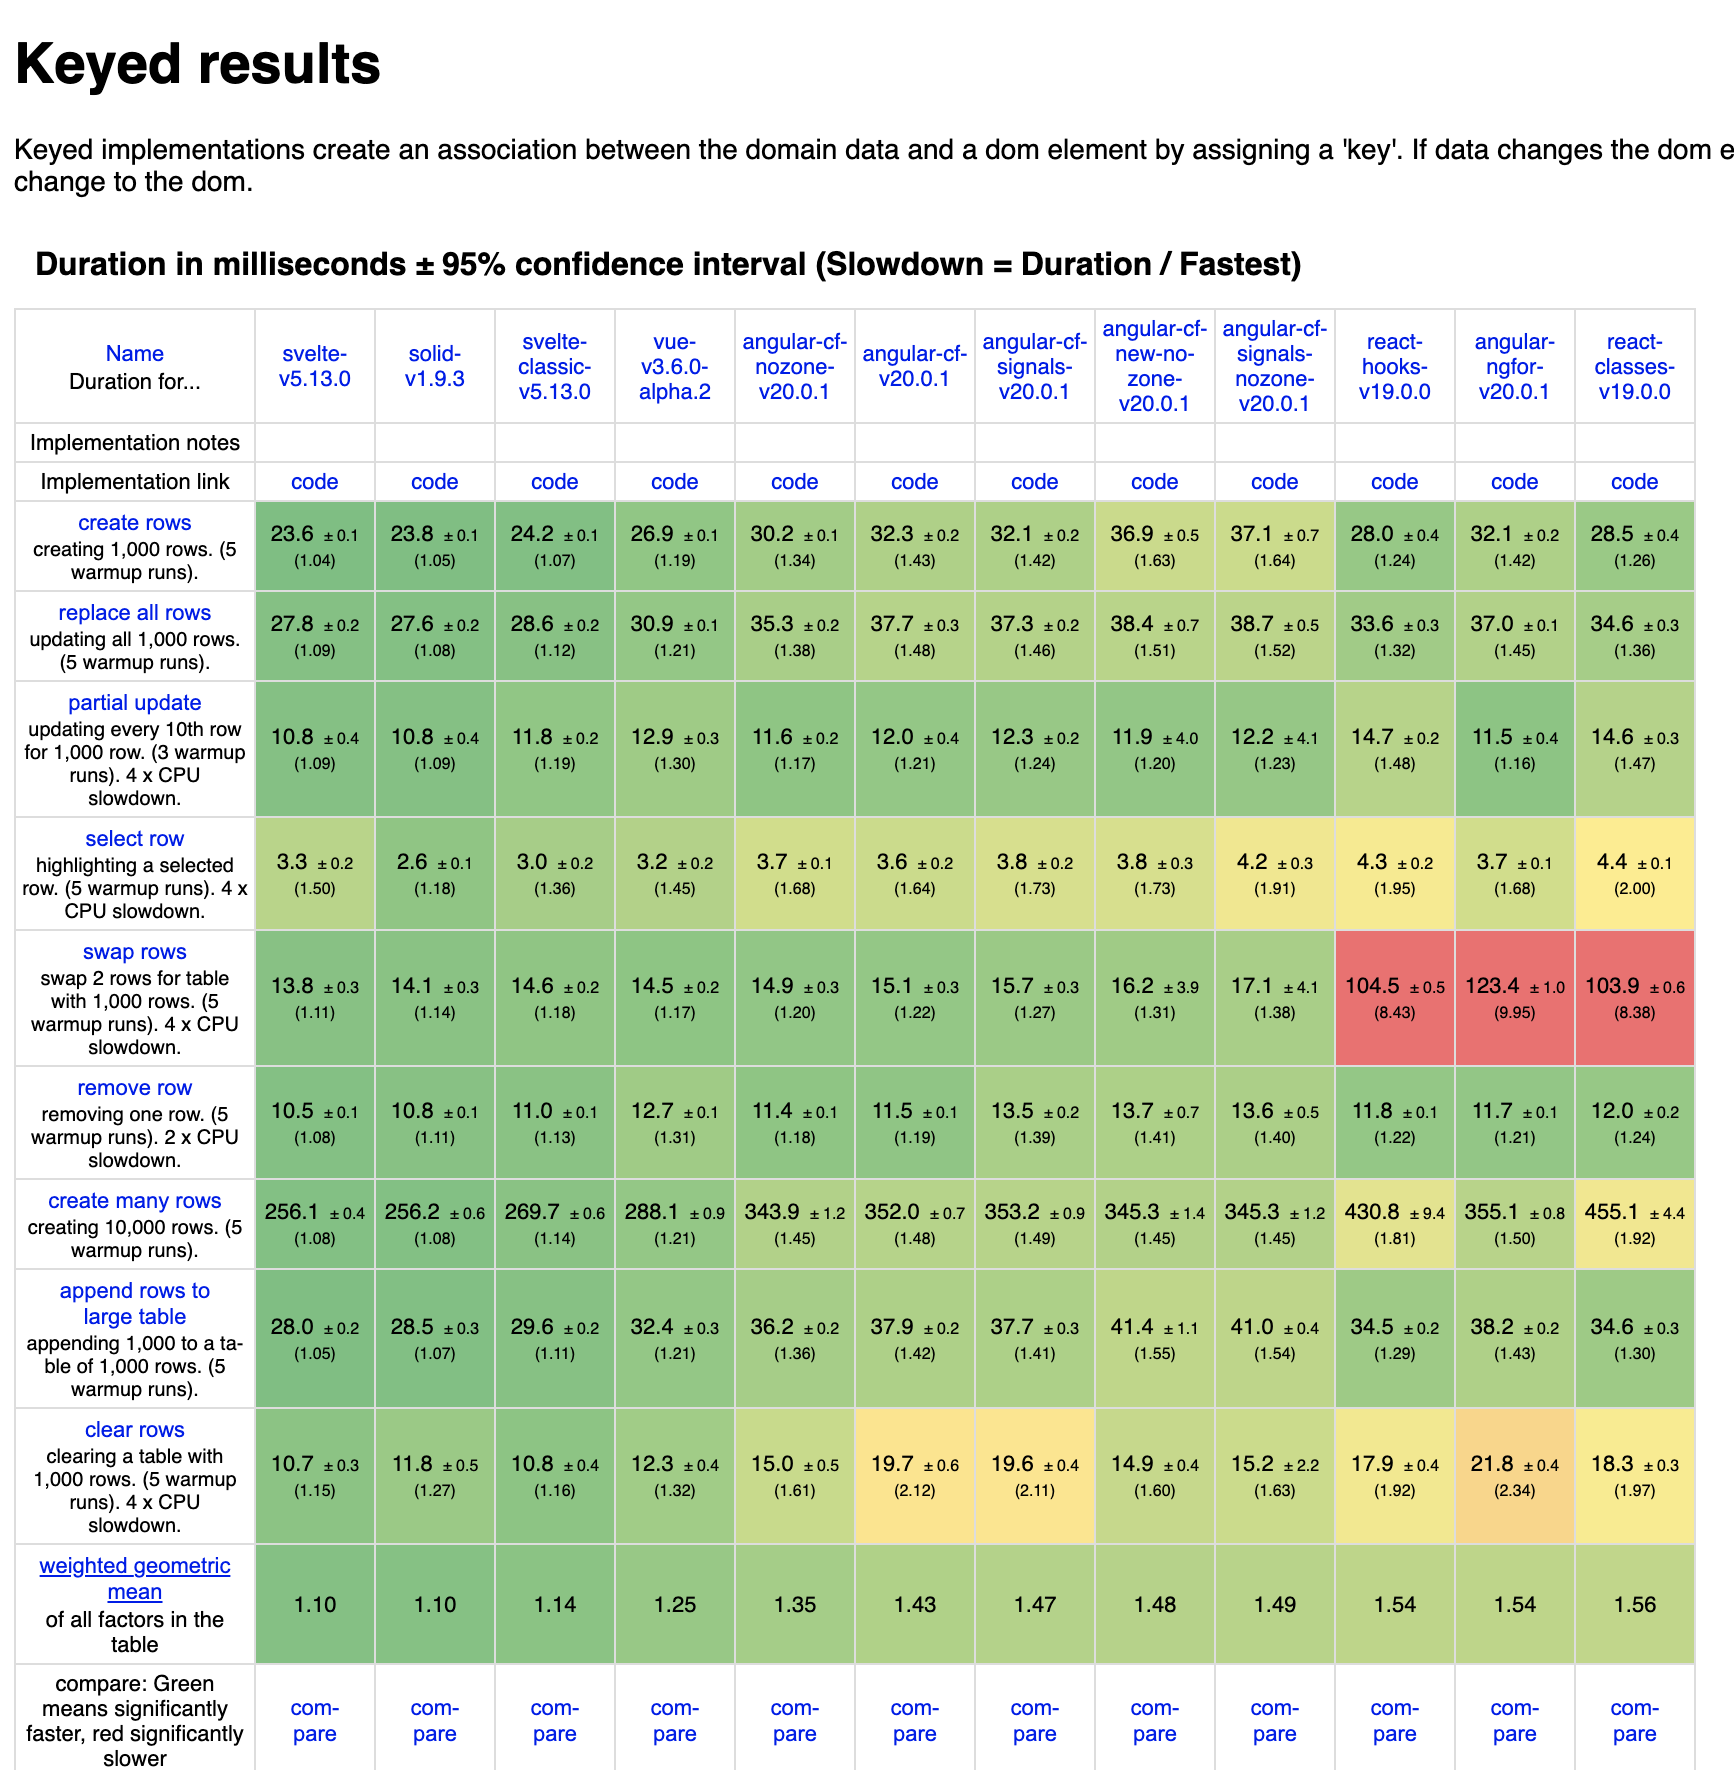 Keyed results
Keyed implementations create an association between the domain data and a dom element by assigning a 'key'. If data changes the dom e
change to the dom.
Duration in milliseconds ± 95% confidence interval (Slowdown = Duration / Fastest)
Name
Duration for...
svelte-
v5.13.0
solid-
v1.9.3
svelte-
classic-
v5.13.0
vue-
v3.6.0-
alpha.2
angular-cf-
nozone-
v20.0.1
angular-cf-
v20.0.1
angular-cf-
signals-
v20.0.1
angular-cf-
new-no-
zone-
v20.0.1
angular-cf-
signals-
nozone-
v20.0.1
react-
hooks-
v19.0.0
angular-
ngfor-
v20.0.1
react-
classes-
v19.0.0
Implementation notes
Implementation link code code code code code code code code code code code code
create rows
creating 1,000 rows. (5
warmup runs).
23.6 ±0.1 23.8 ±0.1 24.2 ±0.1 26.9 ±0.1 30.2 ±0.1 32.3 ±0.2 32.1 ±0.2 36.9 ±0.5 37.1 ±0.7 28.0 ±0.4 32.1 ±0.2 28.5 ±0.4
(1.04) (1.05) (1.07) (1.19) (1.34) (1.43) (1.42) (1.63) (1.64) (1.24) (1.42) (1.26)
replace all rows
updating all 1,000 rows.
(5 warmup runs).
27.8 ±0.2 27.6 ±0.2 28.6 ±0.2 30.9 ±0.1 35.3 ±0.2 37.7 ±0.3 37.3 ±0.2 38.4 ±0.7 38.7 ±0.5 33.6 ±0.3 37.0 ±0.1 34.6 ±0.3
(1.09) (1.08) (1.12) (1.21) (1.38) (1.48) (1.46) (1.51) (1.52) (1.32) (1.45) (1.36)
partial update
updating every 10th row
for 1,000 row. (3 warmup
runs). 4 x CPU
slowdown.
10.8 ±0.4 10.8 ±0.4 11.8 ±0.2 12.9 ±0.3 11.6 ±0.2 12.0 ±0.4 12.3 ±0.2 11.9 ±4.0 12.2 ±4.1 14.7 ±0.2 11.5 ±0.4 14.6 ±0.3
(1.09) (1.09) (1.19) (1.30) (1.17) (1.21) (1.24) (1.20) (1.23) (1.48) (1.16) (1.47)
select row
highlighting a selected
row. (5 warmup runs). 4 x
CPU slowdown.
3.3 ±0.2 2.6 ±0.1 3.0 ±0.2 3.2 ±0.2 3.7 ±0.1 3.6 ±0.2 3.8 ±0.2 3.8 ±0.3 4.2 ±0.3 4.3 ±0.2 3.7 ±0.1 4.4 ±0.1
(1.50) (1.18) (1.36) (1.45) (1.68) (1.64) (1.73) (1.73) (1.91) (1.95) (1.68) (2.00)
swap rows
swap 2 rows for table
with 1,000 rows. (5
warmup runs). 4 x CPU
slowdown.
13.8 ±0.3 14.1 ±0.3 14.6 ±0.2 14.5 ±0.2 14.9 ±0.3 15.1 ±0.3 15.7 ±0.3 16.2 ±3.9 17.1 ±4.1 104.5 ±0.5 123.4 ±1.0 103.9 ±0.6
(1.11) (1.14) (1.18) (1.17) (1.20) (1.22) (1.27) (1.31) (1.38) (8.43) (9.95) (8.38)
remove row
removing one row. (5
warmup runs). 2 x CPU
slowdown.
10.5 ±0.1 10.8 ±0.1 11.0 ±0.1 12.7 ±0.1 11.4 ±0.1 11.5 ±0.1 13.5 ±0.2 13.7 ±0.7 13.6 ±0.5 11.8 ±0.1 11.7 ±0.1 12.0 ±0.2
(1.08) (1.11) (1.13) (1.31) (1.18) (1.19) (1.39) (1.41) (1.40) (1.22) (1.21) (1.24)
create many rows
creating 10,000 rows. (5
warmup runs).
256.1 ±0.4 256.2 ±0.6 269.7 ±0.6 288.1 ±0.9 343.9 ±1.2 352.0 ±0.7 353.2 ±0.9 345.3 ±1.4 345.3 ±1.2 430.8 ±9.4 355.1 ±0.8 455.1 ±4.4
(1.08) (1.08) (1.14) (1.21) (1.45) (1.48) (1.49) (1.45) (1.45) (1.81) (1.50) (1.92)
append rows to
large table
appending 1,000 to a ta-
ble of 1,000 rows. (5
warmup runs).
28.0 ±0.2 28.5 ±0.3 29.6 ±0.2 32.4 ±0.3 36.2 ±0.2 37.9 ±0.2 37.7 ±0.3 41.4 ±1.1 41.0 ±0.4 34.5 ±0.2 38.2 ±0.2 34.6 ±0.3
(1.05) (1.07) (1.11) (1.21) (1.36) (1.42) (1.41) (1.55) (1.54) (1.29) (1.43) (1.30)
clear rows
clearing a table with
1,000 rows. (5 warmup
runs). 4 x CPU
slowdown.
10.7 ±0.3 11.8 ±0.5 10.8 ±0.4 12.3 ±0.4 15.0 ±0.5 19.7 ±0.6 19.6 ±0.4 14.9 ±0.4 15.2 ±2.2 17.9 ±0.4 21.8 ±0.4 18.3 ±0.3
(1.15) (1.27) (1.16) (1.32) (1.61) (2.12) (2.11) (1.60) (1.63) (1.92) (2.34) (1.97)
weighted geometric
mean
of all factors in the
table
1.10 1.10 1.14 1.25 1.35 1.43 1.47 1.48 1.49 1.54 1.54 1.56
compare: Green
means significantly
faster, red significantly
slower
com- com- com- com- com- com- com- com- com- com- com- com-
pare pare pare pare pare pare pare pare pare pare pare pare